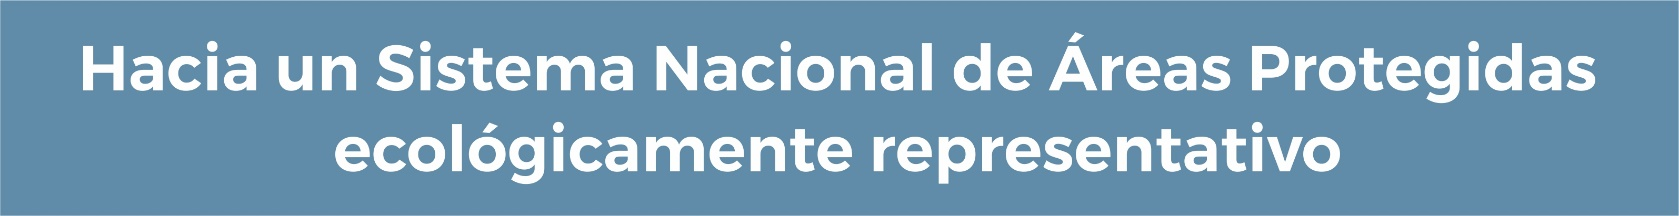 Hacia un Sistema Nacional de Áreas Protegidas
ecológicamente representativo